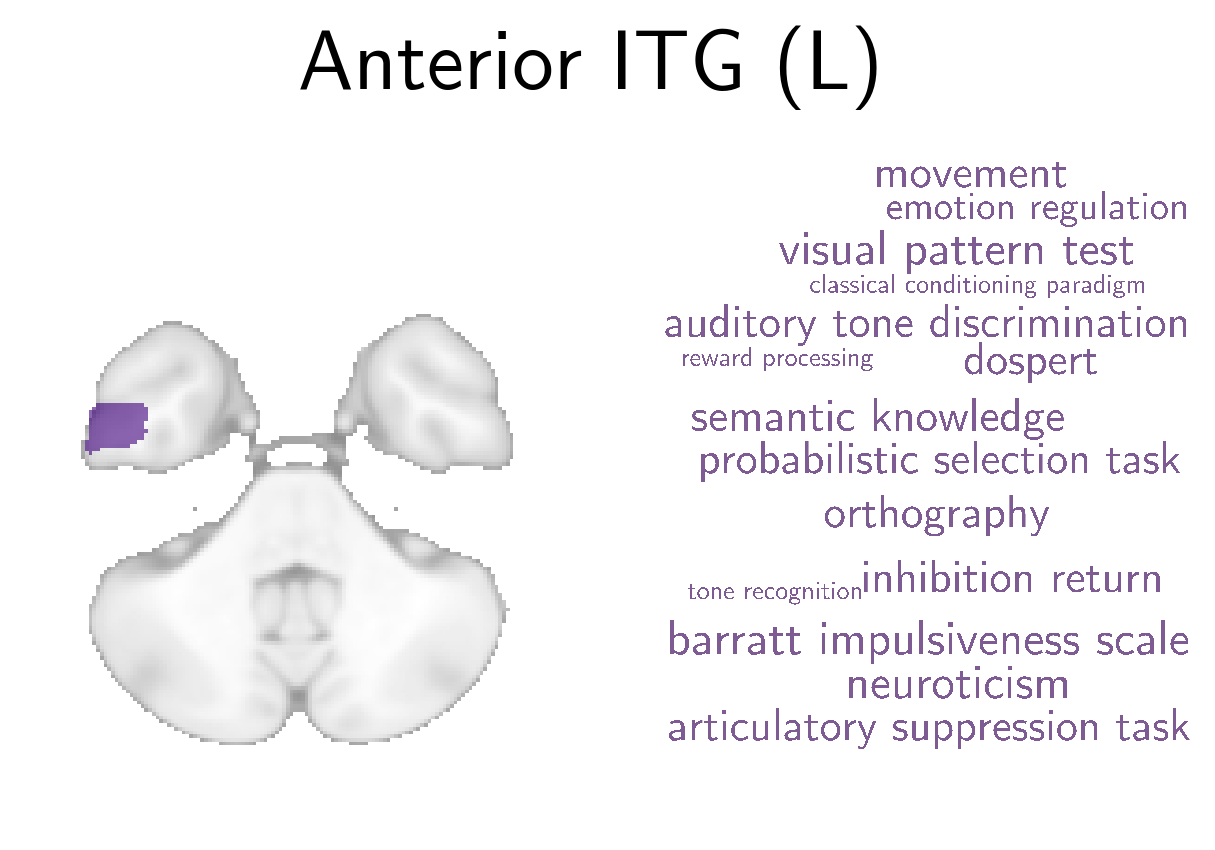 Anterior ITG (L)
movement
emotion regulation
visual pattern test
classical conditioning paradigm
auditory tone discrimination
reward processing dospert
semantic knowledge
probabilistic selection task
orthography
tone recognition inhibition return
barratt impulsiveness scale
neuroticism
articulatory suppression task